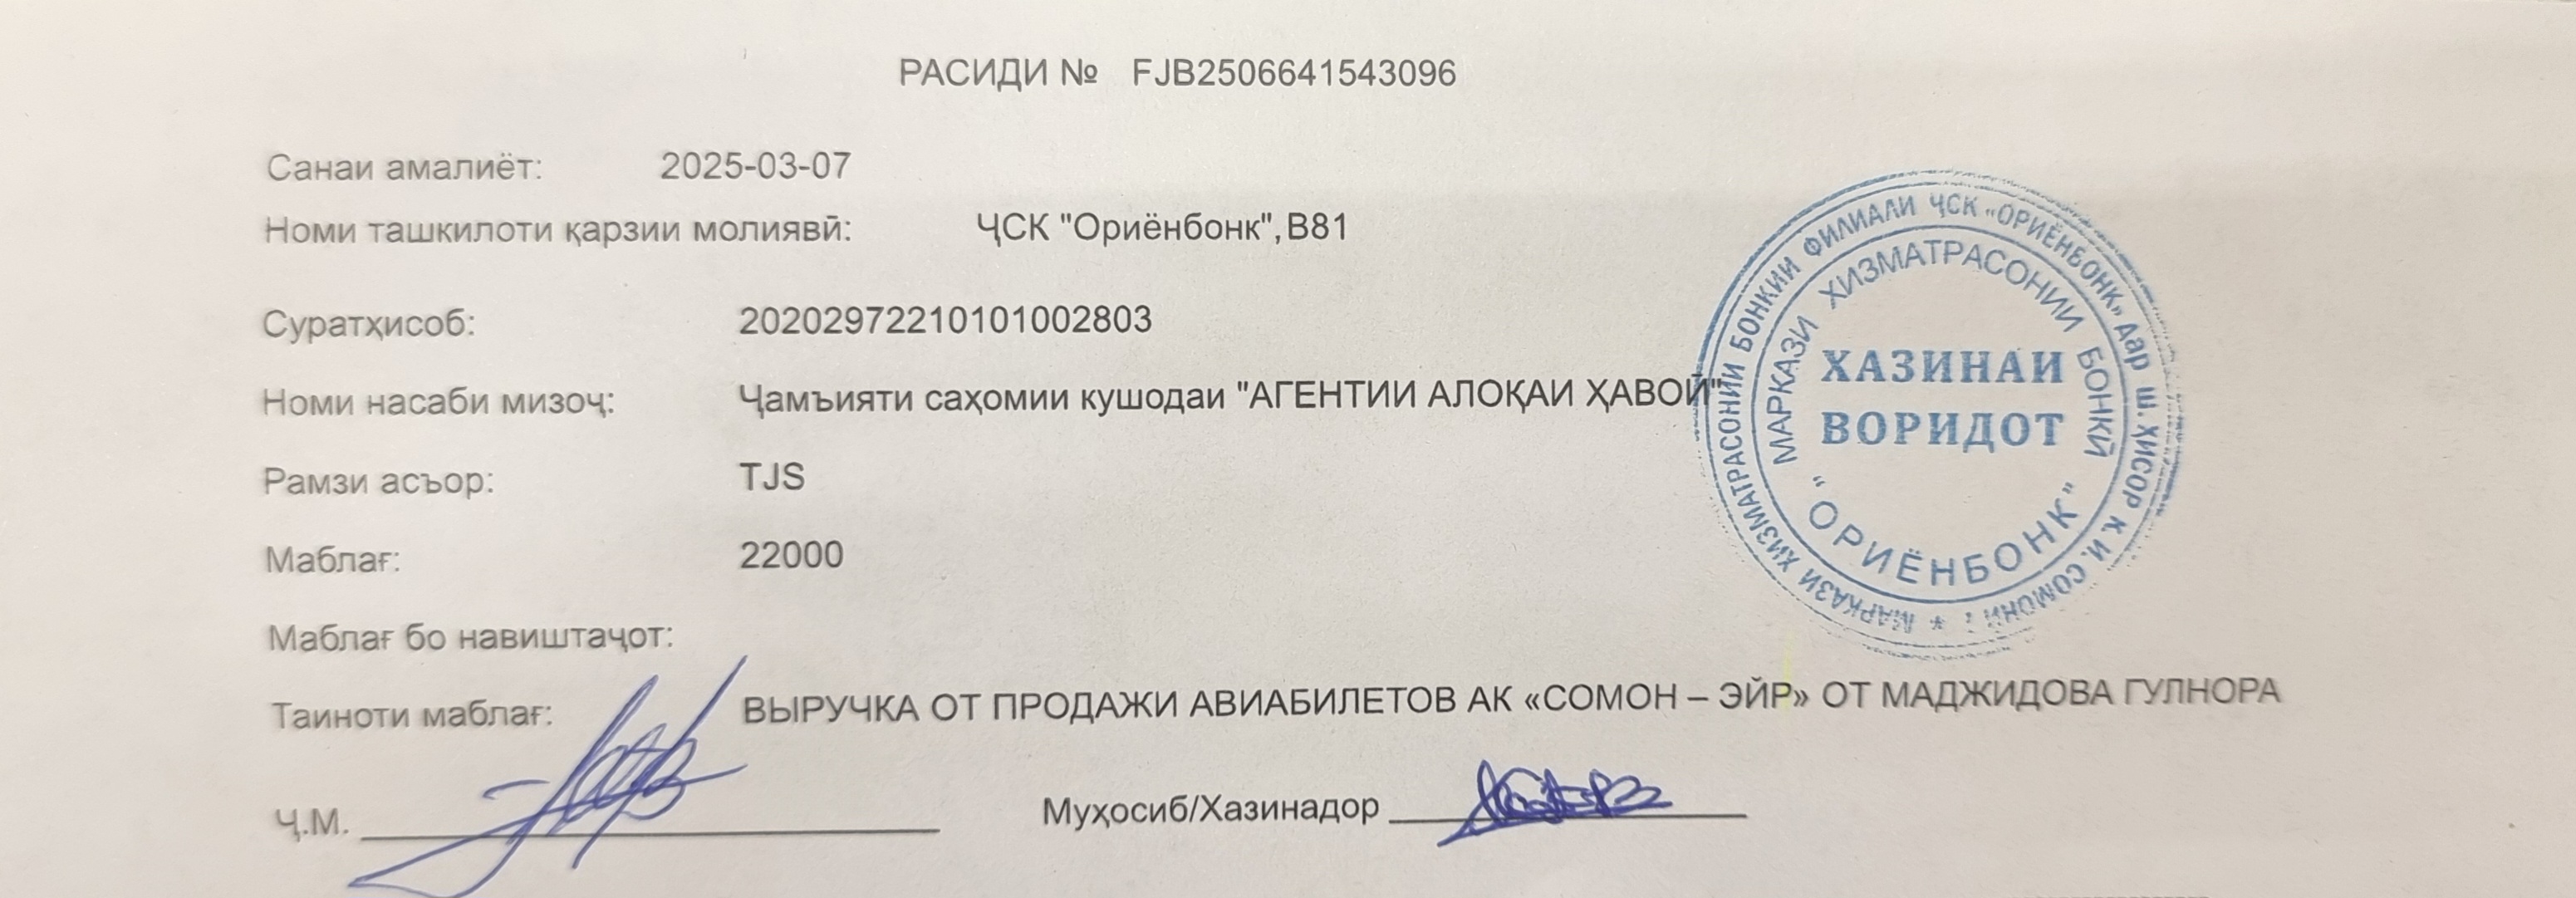 РАСИДИ № FJB2506641543096
Санаи амалиёт: 2025-03-07
Номи ташкилоти қарзии молиявӣ: ҶСК "Ориёнбонк",B81
Суратҳисоб: 20202972210101002803
Номи насаби мизоҷ: Ҷамъияти саҳомии кушодаи "АГЕНТИИ АЛОҚАИ ҲАВОЙ"
Рамзи асъор: TJS
Маблағ: 22000
Маблағ бо навиштаҷот:
Таиноти маблағ: ВЫРУЧКА ОТ ПРОДАЖИ АВИАБИЛЕТОВ АК «СОМОН – ЭЙР» ОТ МАДЖИДОВА ГУЛНОРА
Ҷ.М. Муҳосиб/Хазинадор
МАРКАЗИ ХИЗМАТРАСОНИИ БОНКИИ ФИЛИАЛИ ҶСК «ОРИЁНБОНК» дар ш. ҲИСОР К. И. СОМОНӢ
МАРКАЗИ ХИЗМАТРАСОНИИ БОНКӢ
"ОРИЁНБОНК"
ХАЗИНАИ
ВОРИДОТ